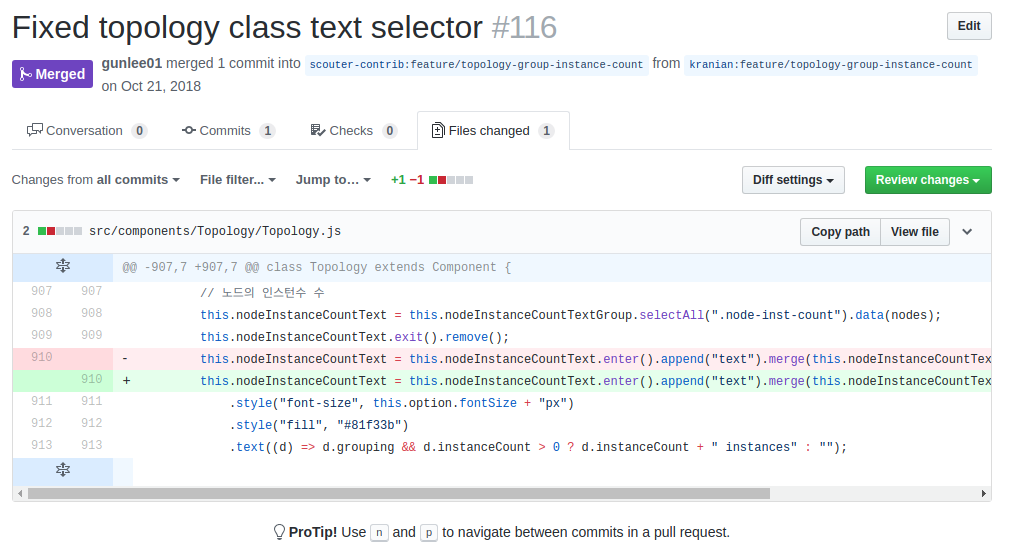 Fixed topology class text selector #116
Edit
Merged
gunlee01 merged 1 commit into scouter-contrib:feature/topology-group-instance-count from kranian:feature/topology-group-instance-count
on Oct 21, 2018
Conversation 0 Commits 1 Checks 0 Files changed 1
Changes from all commits File filter... Jump to... +1 −1 Diff settings Review changes
2 src/components/Topology/Topology.js Copy path View file
@@ -907,7 +907,7 @@ class Topology extends Component {
907 907 // 노드의 인스턴수 수
908 908 this.nodeInstanceCountText = this.nodeInstanceCountTextGroup.selectAll(".node-inst-count").data(nodes);
909 909 this.nodeInstanceCountText.exit().remove();
910 - this.nodeInstanceCountText = this.nodeInstanceCountText.enter().append("text").merge(this.nodeInstanceCountTex
910 + this.nodeInstanceCountText = this.nodeInstanceCountText.enter().append("text").merge(this.nodeInstanceCountTex
911 911 .style("font-size", this.option.fontSize + "px")
912 912 .style("fill", "#81f33b")
913 913 .text((d) => d.grouping && d.instanceCount > 0 ? d.instanceCount + " instances" : "");
ProTip! Use n and p to navigate between commits in a pull request.